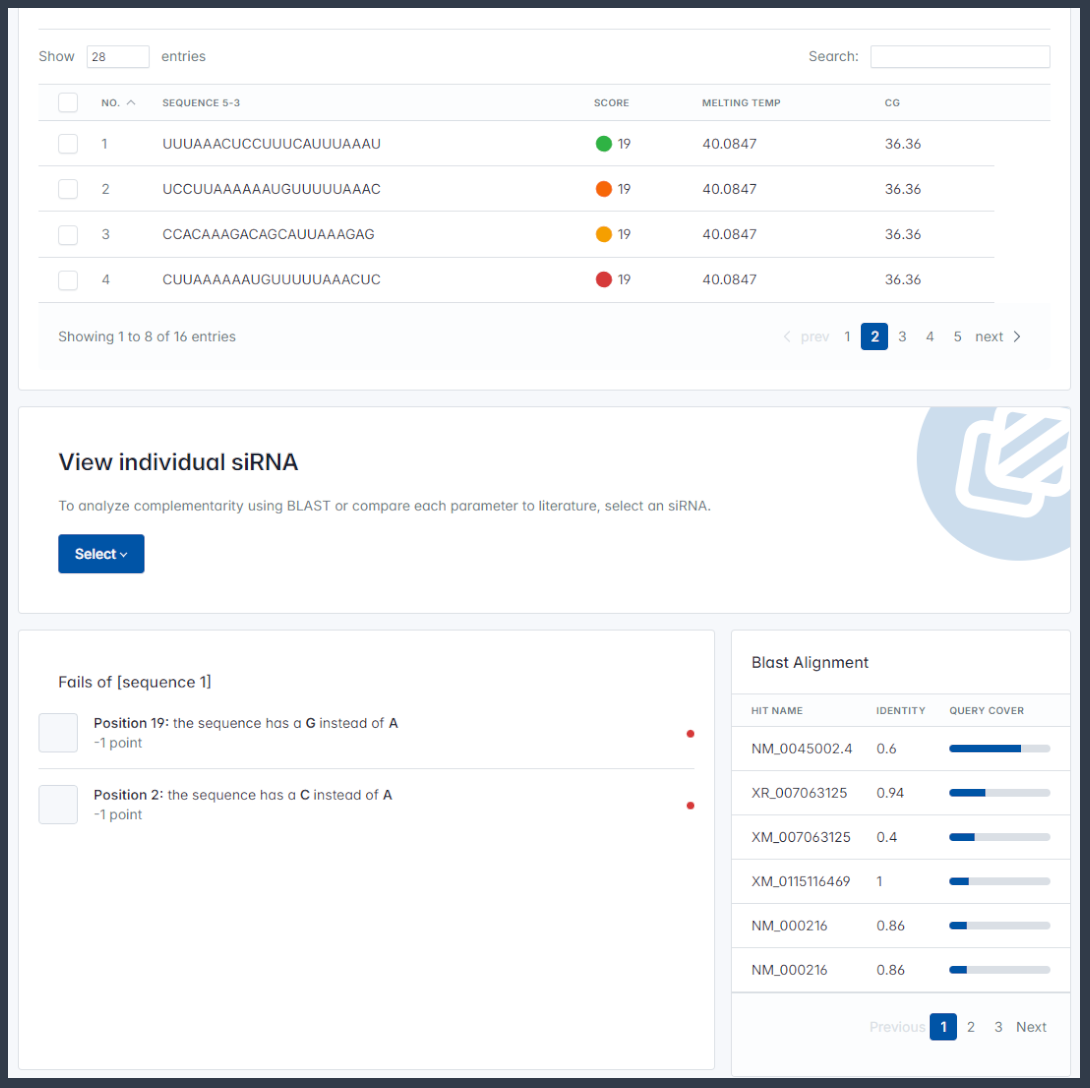 Show 28 entries Search:
NO. SEQUENCE 5-3 SCORE MELTING TEMP CG
1 UUUAAACUCCUUUCAUUUAAAU 19 40.0847 36.36
2 UCCUUAAAAAAUGUUUUUAAAC 19 40.0847 36.36
3 CCACAAAGACAGCAUUAAAGAG 19 40.0847 36.36
4 CUUAAAAAAUGUUUUUAAACUC 19 40.0847 36.36
Showing 1 to 8 of 16 entries prev 1 2 3 4 5 next
View individual siRNA
To analyze complementarity using BLAST or compare each parameter to literature, select an siRNA.
Select
Fails of [sequence 1]
Position 19: the sequence has a G instead of A
-1 point
Position 2: the sequence has a C instead of A
-1 point
Blast Alignment
HIT NAME IDENTITY QUERY COVER
NM_0045002.4 0.6
XR_007063125 0.94
XM_007063125 0.4
XM_0115116469 1
NM_000216 0.86
NM_000216 0.86
Previous 1 2 3 Next